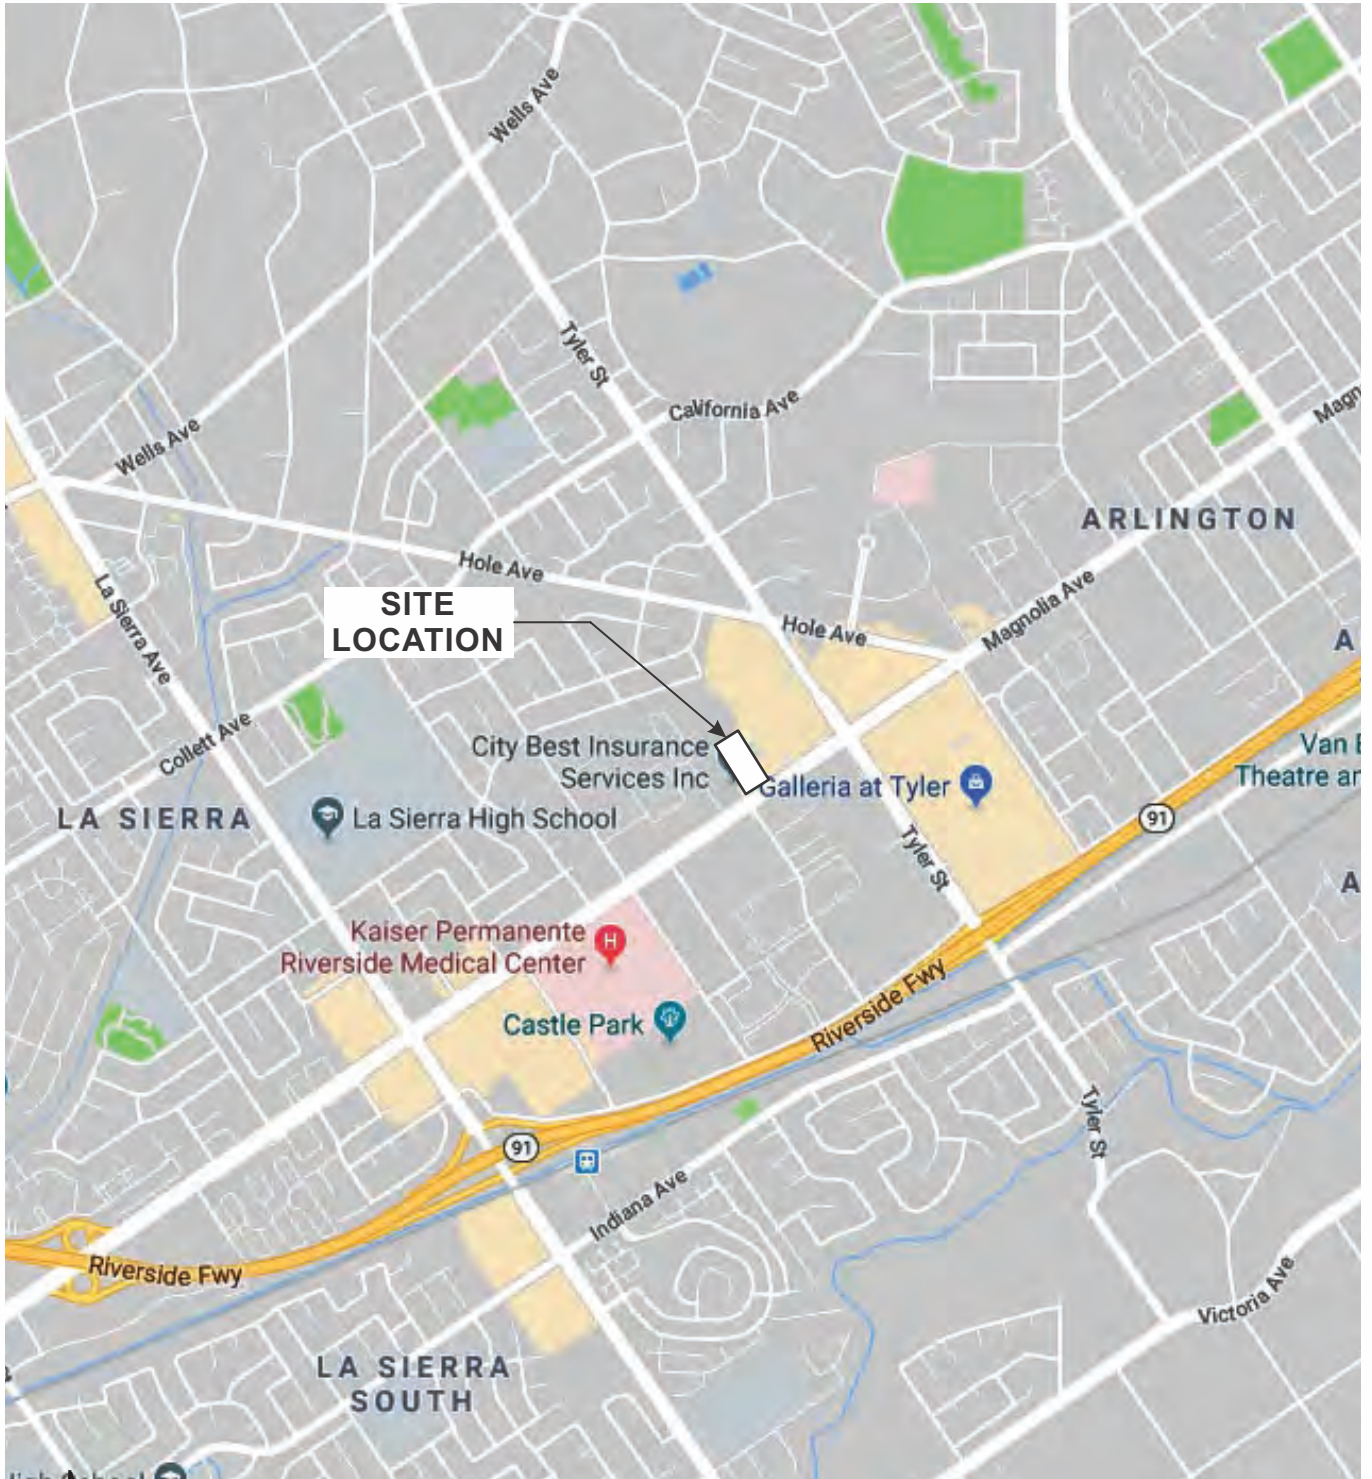 Wells Ave
Tyler St
California Ave
Magn
Wells Ave
ARLINGTON
Hole Ave
La Sierra Ave
SITE
LOCATION
Hole Ave
Magnolia Ave
A
Collett Ave
City Best Insurance
Services Inc
Galleria at Tyler
Van B
Theatre an
LA SIERRA
La Sierra High School
91
Tyler St
A
Kaiser Permanente
Riverside Medical Center
H
Castle Park
Riverside Fwy
Tyler St
91
Indiana Ave
Riverside Fwy
Victoria Ave
LA SIERRA
SOUTH